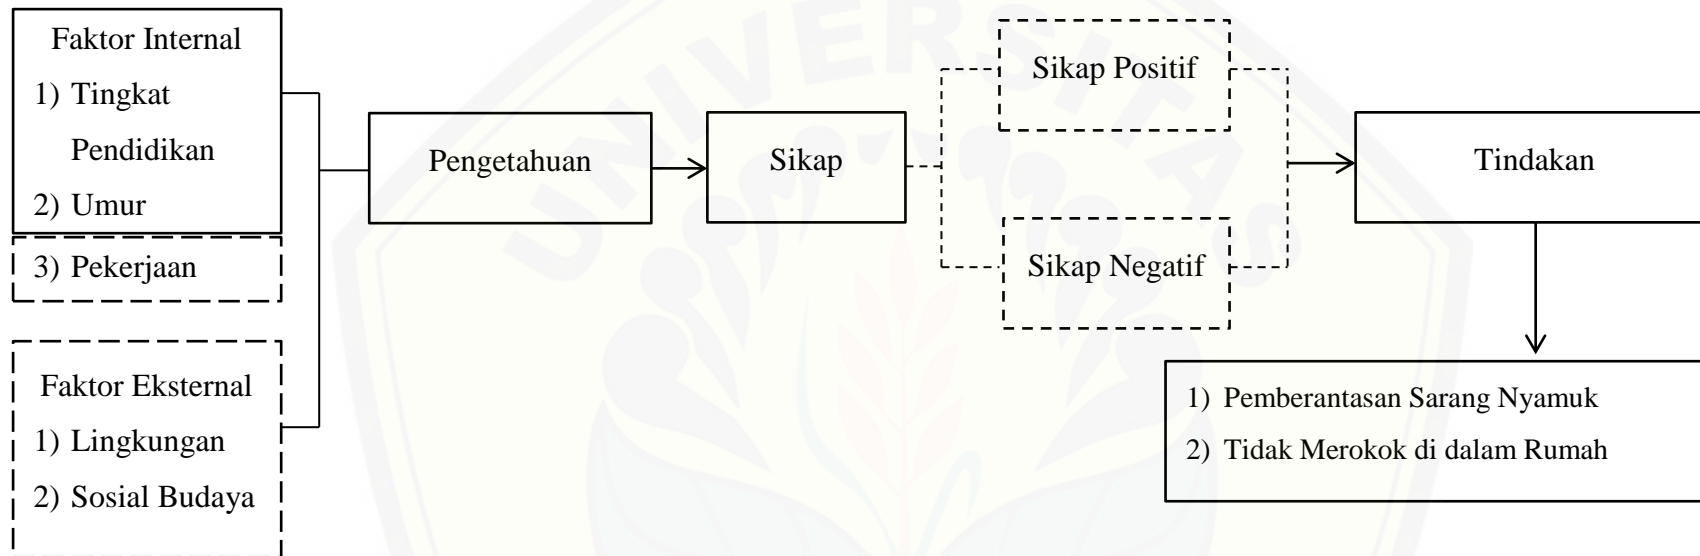 Faktor Internal
1) Tingkat
Pendidikan
2) Umur
3) Pekerjaan
Faktor Eksternal
1) Lingkungan
2) Sosial Budaya
Pengetahuan
Sikap
Sikap Positif
Sikap Negatif
Tindakan
1) Pemberantasan Sarang Nyamuk
2) Tidak Merokok di dalam Rumah
UNIVERSITAS